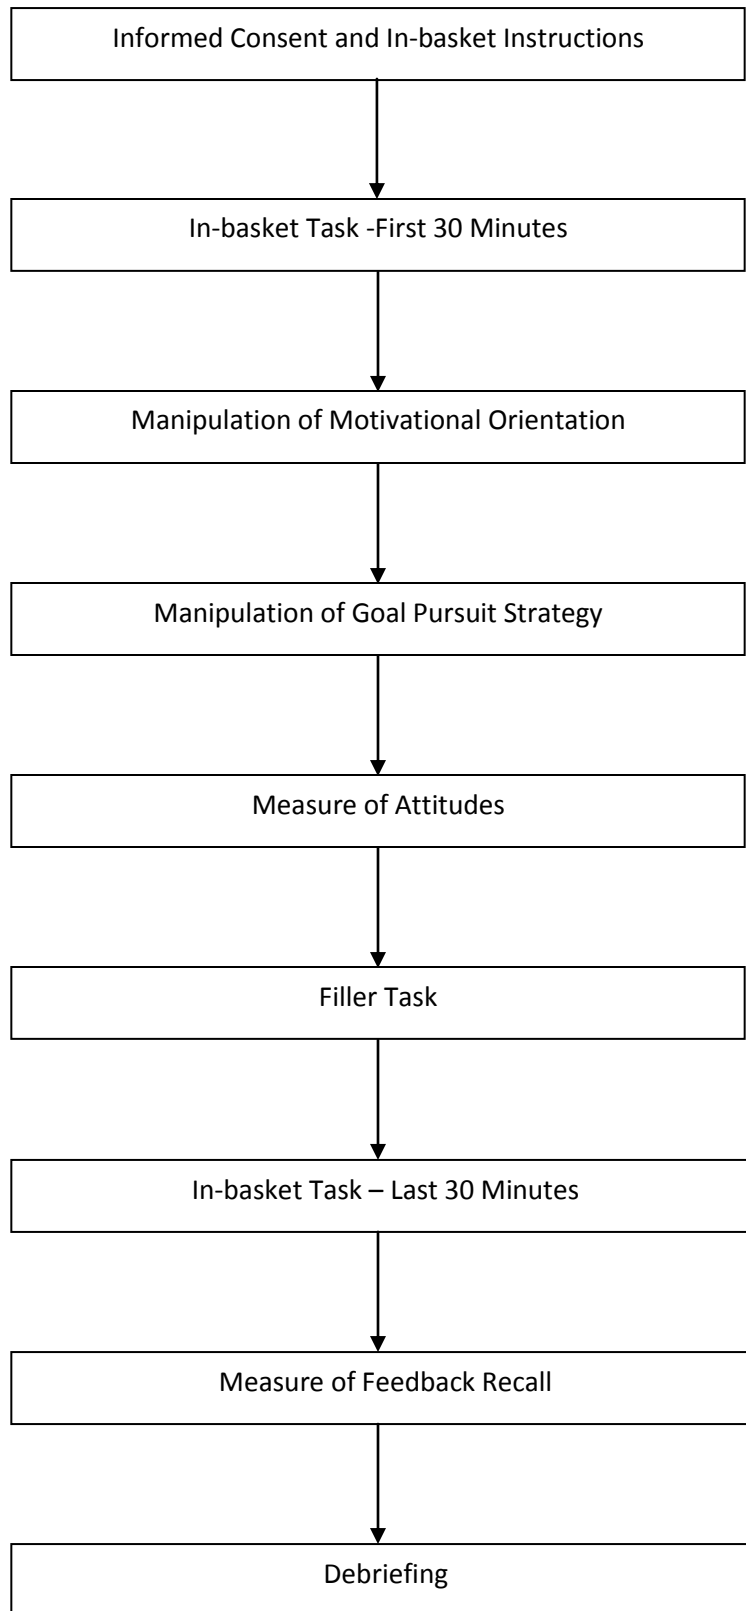 Informed Consent and In-basket Instructions
In-basket Task -First 30 Minutes
Manipulation of Motivational Orientation
Manipulation of Goal Pursuit Strategy
Measure of Attitudes
Filler Task
In-basket Task – Last 30 Minutes
Measure of Feedback Recall
Debriefing